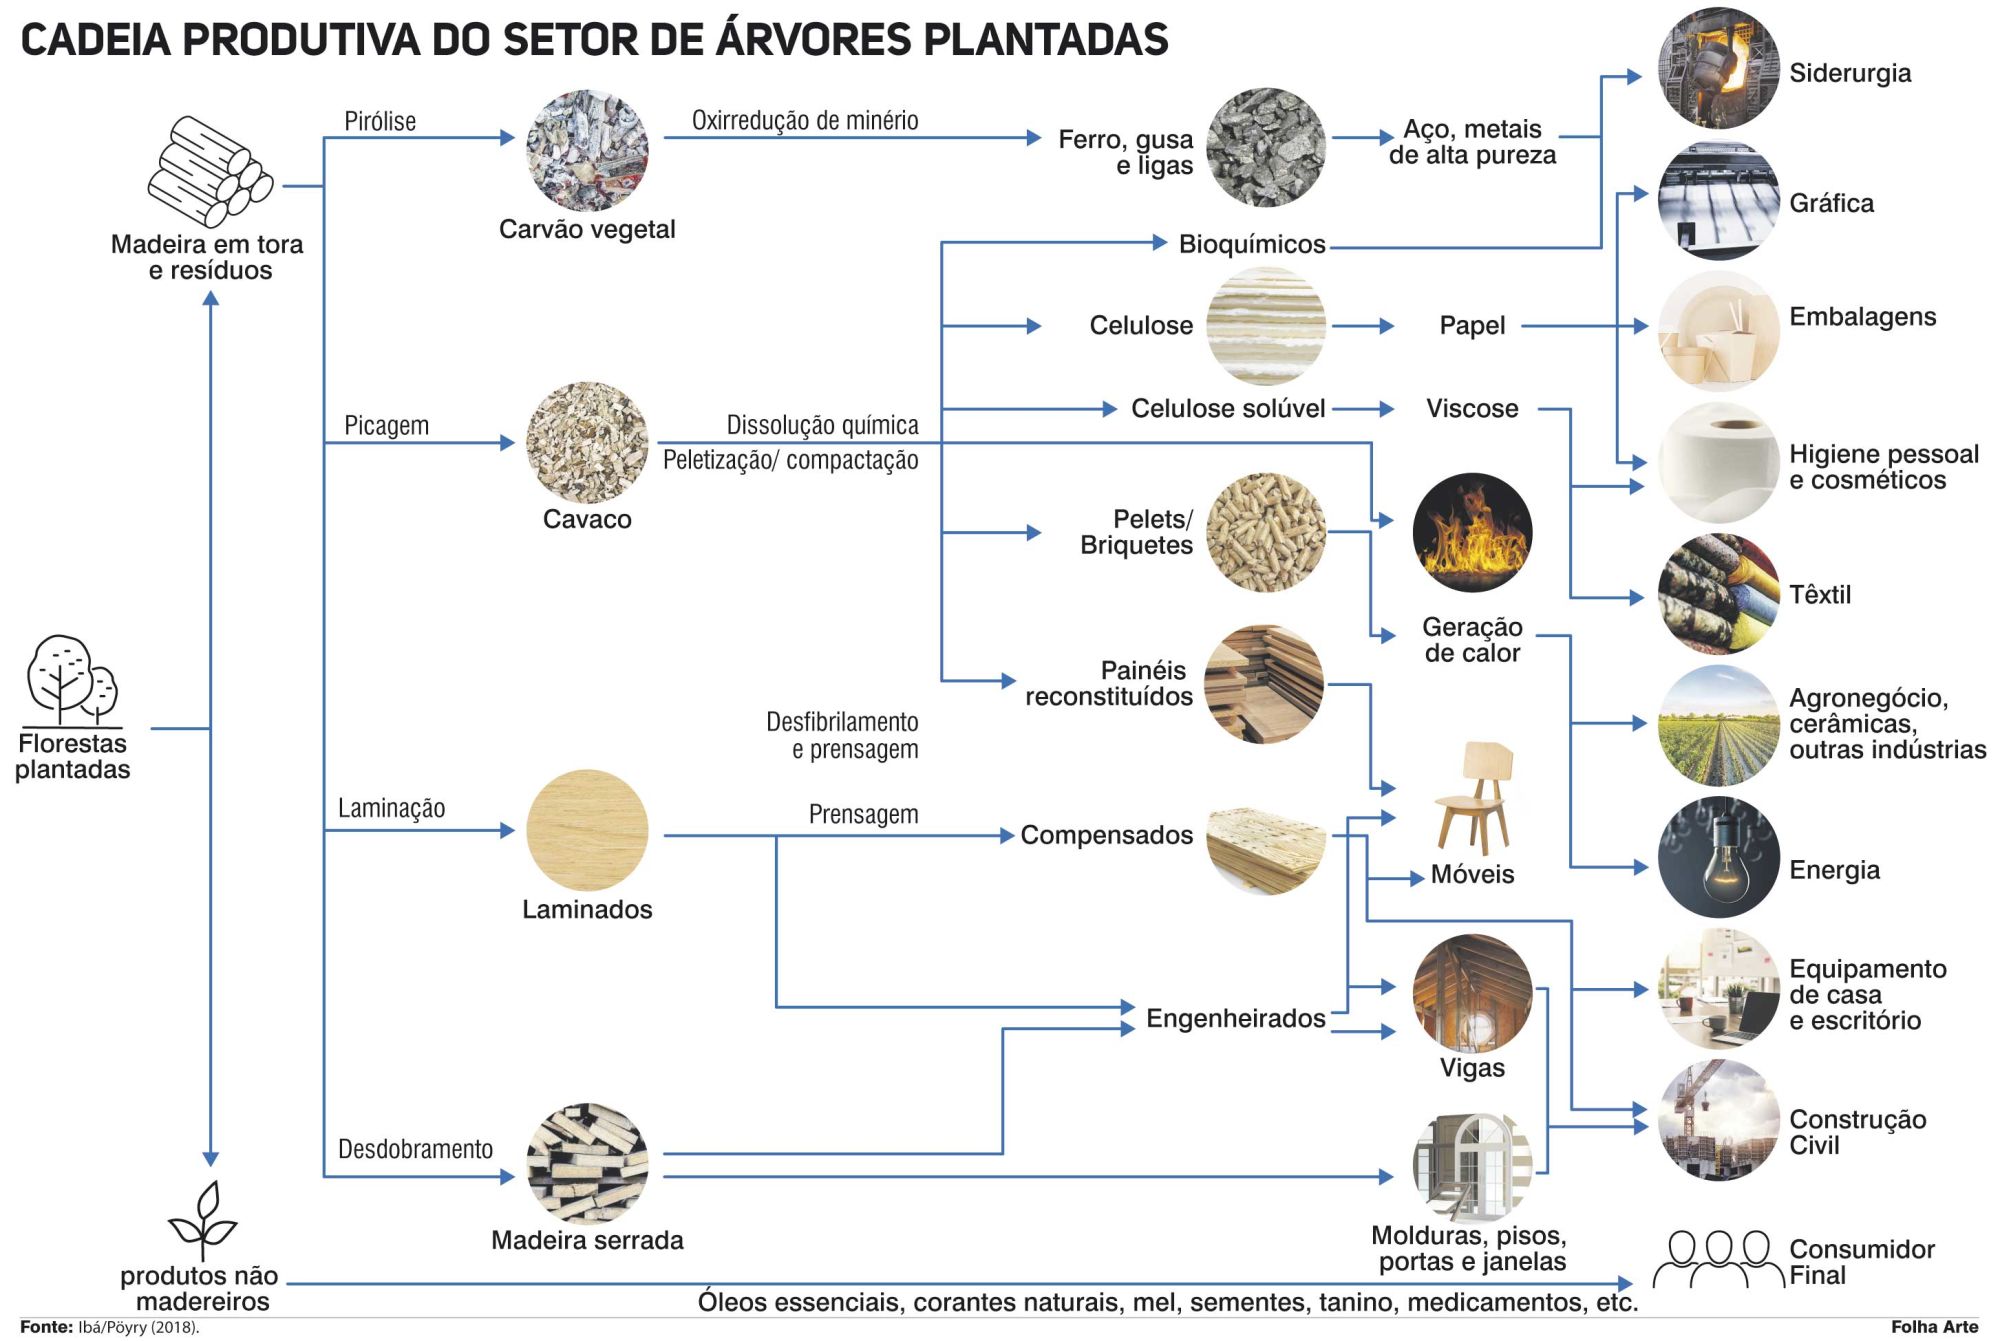 CADEIA PRODUTIVA DO SETOR DE ÁRVORES PLANTADAS
Siderurgia
Pirólise
Oxirredução de minério
Ferro, gusa
e ligas
Aço, metais
de alta pureza
Gráfica
Carvão vegetal
Madeira em tora
e resíduos
Bioquímicos
Celulose
Papel
Embalagens
Picagem
Dissolução química
Peletização/ compactação
Celulose solúvel
Viscose
Higiene pessoal
e cosméticos
Cavaco
Pelets/
Briquetes
Têxtil
Geração
de calor
Painéis
reconstituídos
Agronegócio,
cerâmicas,
outras indústrias
Florestas
plantadas
Desfibrilamento
e prensagem
Laminação
Prensagem
Compensados
Móveis
Energia
Laminados
Equipamento
de casa
e escritório
Engenheirados
Vigas
Construção
Civil
Desdobramento
Madeira serrada
Molduras, pisos,
portas e janelas
produtos não
madereiros
Consumidor
Final
Óleos essenciais, corantes naturais, mel, sementes, tanino, medicamentos, etc.
Fonte: Ibá/Pöyry (2018).
Folha Arte